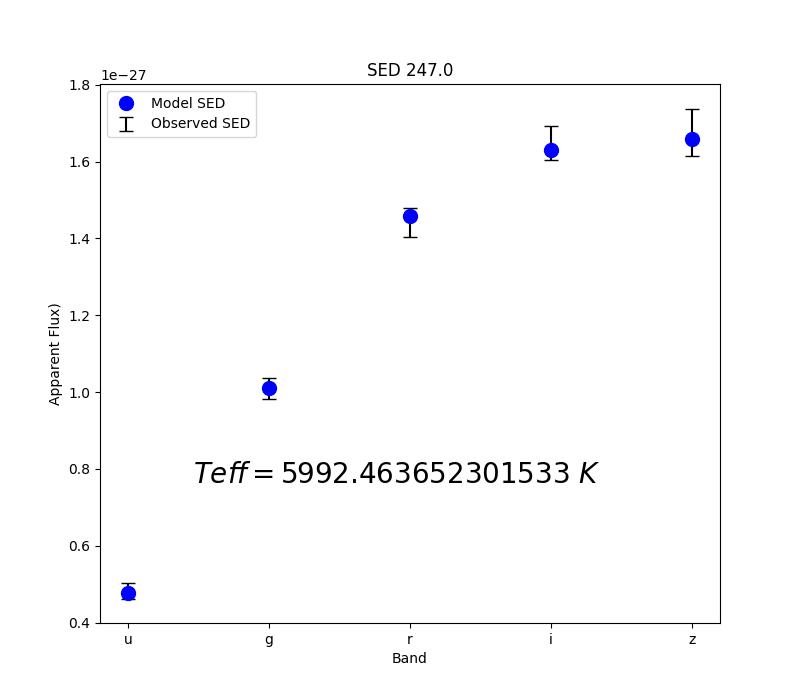 SED 247.0
1e−27
1.8
1.6
1.4
1.2
1.0
0.8
0.6
0.4
Apparent Flux)
Model SED
Observed SED
Teff = 5992.463652301533 K
u g r i z
Band